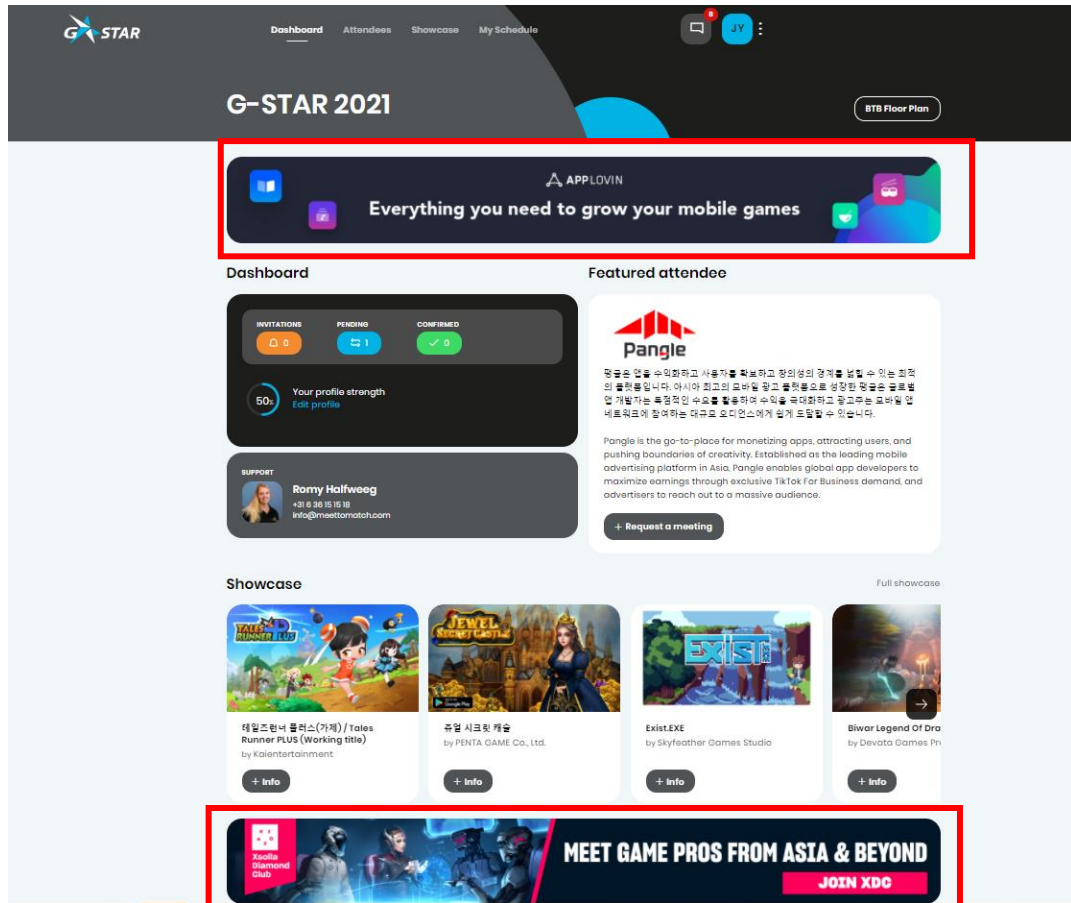 G STAR
Dashboard Attendees Showcase My Schedule
8
JY
G-STAR 2021
BTB Floor Plan
APPLOVIN
Everything you need to grow your mobile games
Dashboard
Featured attendee
INVITATIONS PENDING CONFIRMED
0 1 0
50%
Your profile strength
Edit profile
SUPPORT
Romy Halfweeg
+31 6 36 15 15 18
info@meettomatch.com
Pangle
팽글은 앱을 수익화하고 사용자를 확보하고 창의성의 경계를 넓힐 수 있는 최적
의 플랫폼입니다. 아시아 최고의 모바일 광고 플랫폼으로 성장한 팽글은 글로벌
앱 개발자는 독점적인 수요를 활용하여 수익을 극대화하고 광고주는 모바일 앱
네트워크에 참여하는 대규모 오디언스에게 쉽게 도달할 수 있습니다.
Pangle is the go-to-place for monetizing apps, attracting users, and
pushing boundaries of creativity. Established as the leading mobile
advertising platform in Asia, Pangle enables global app developers to
maximize earnings through exclusive TikTok For Business demand, and
advertisers to reach out to a massive audience.
+ Request a meeting
Showcase
Full showcase
TALES RUNNER PLUS
JEWEL
SECRET CASTLE
Google Play
EXIST
테일즈런너 플러스(가제) / Tales
Runner PLUS (Working title)
by Kaientertainment
+ Info
쥬얼 시크릿 캐슬
by PENTA GAME Co., Ltd.
+ Info
Exist.EXE
by Skyfeather Games Studio
+ Info
Biwar Legend Of Dra
by Devata Games Pr
+ Info
Xsolla
Diamond
Club
MEET GAME PROS FROM ASIA & BEYOND
JOIN XDC